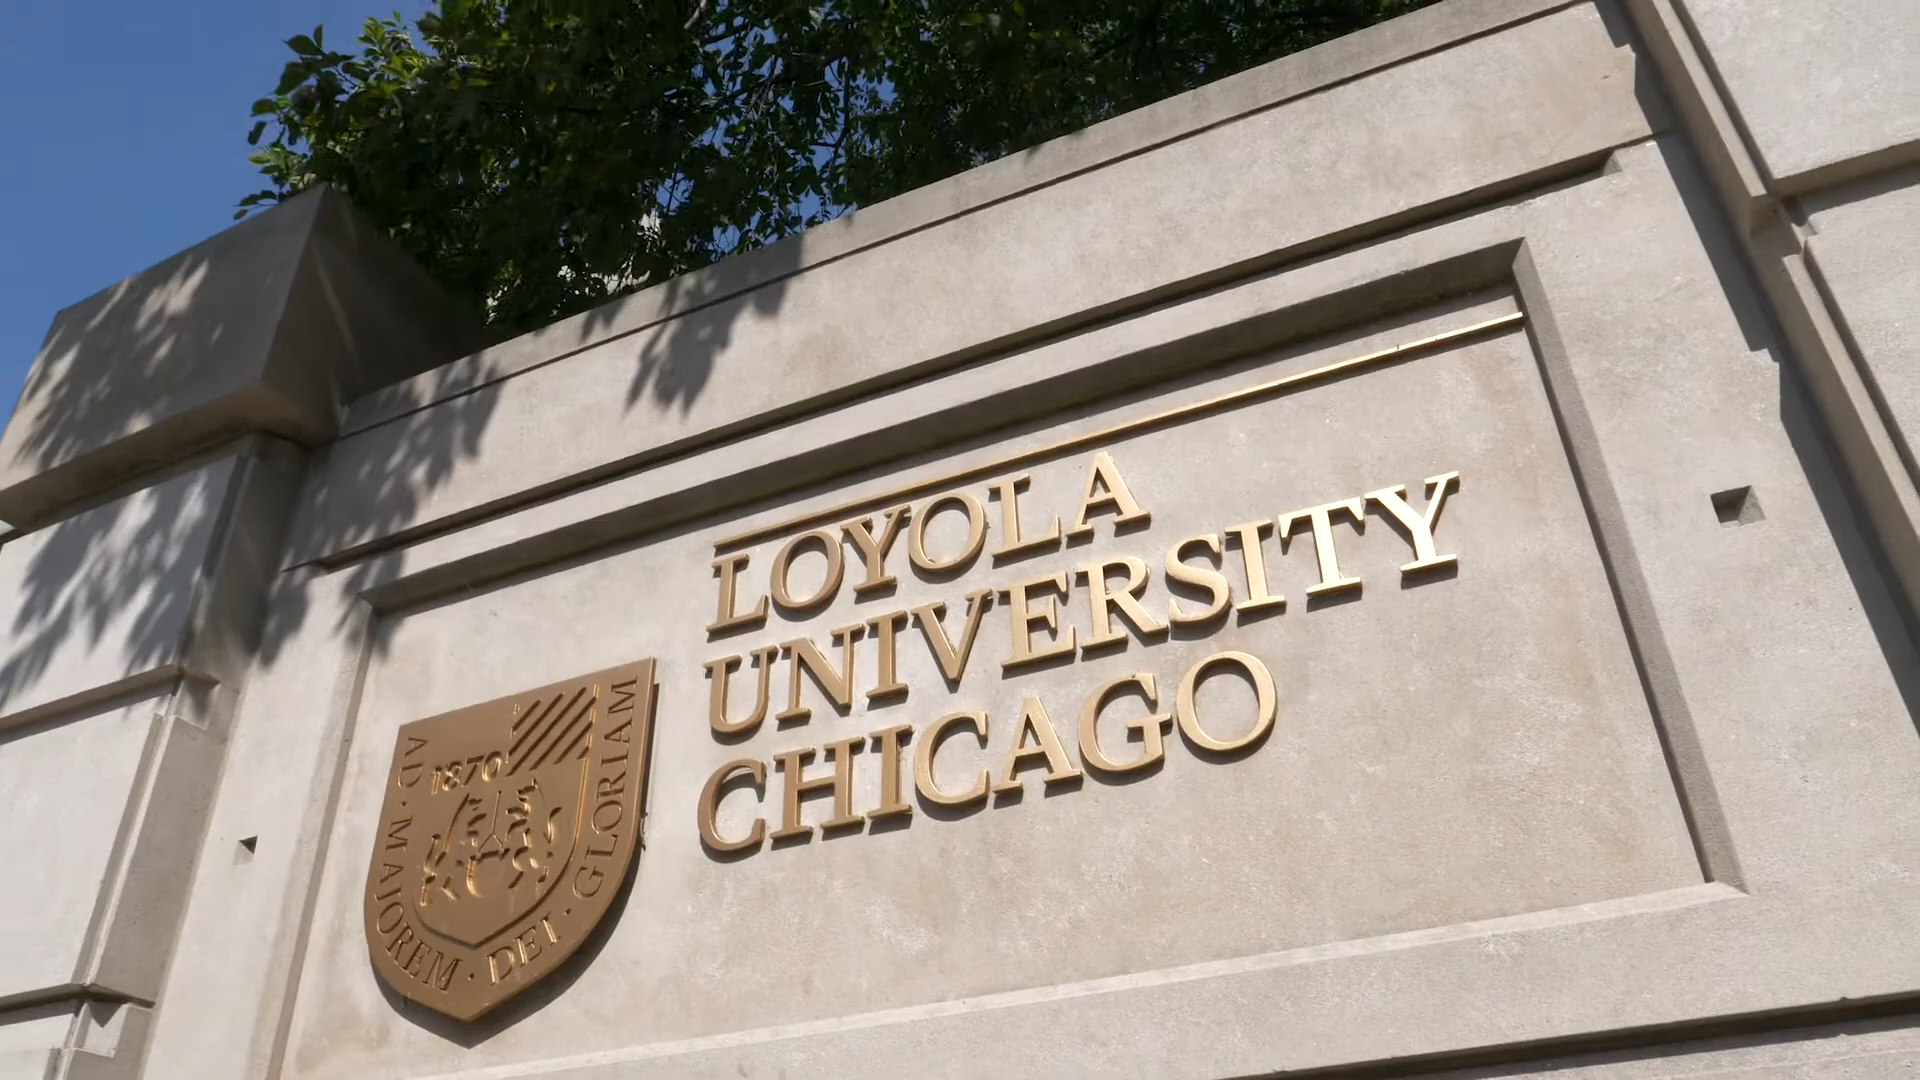 LOYOLA
UNIVERSITY
CHICAGO
1870
AD · MAJOREM · DEI · GLORIAM